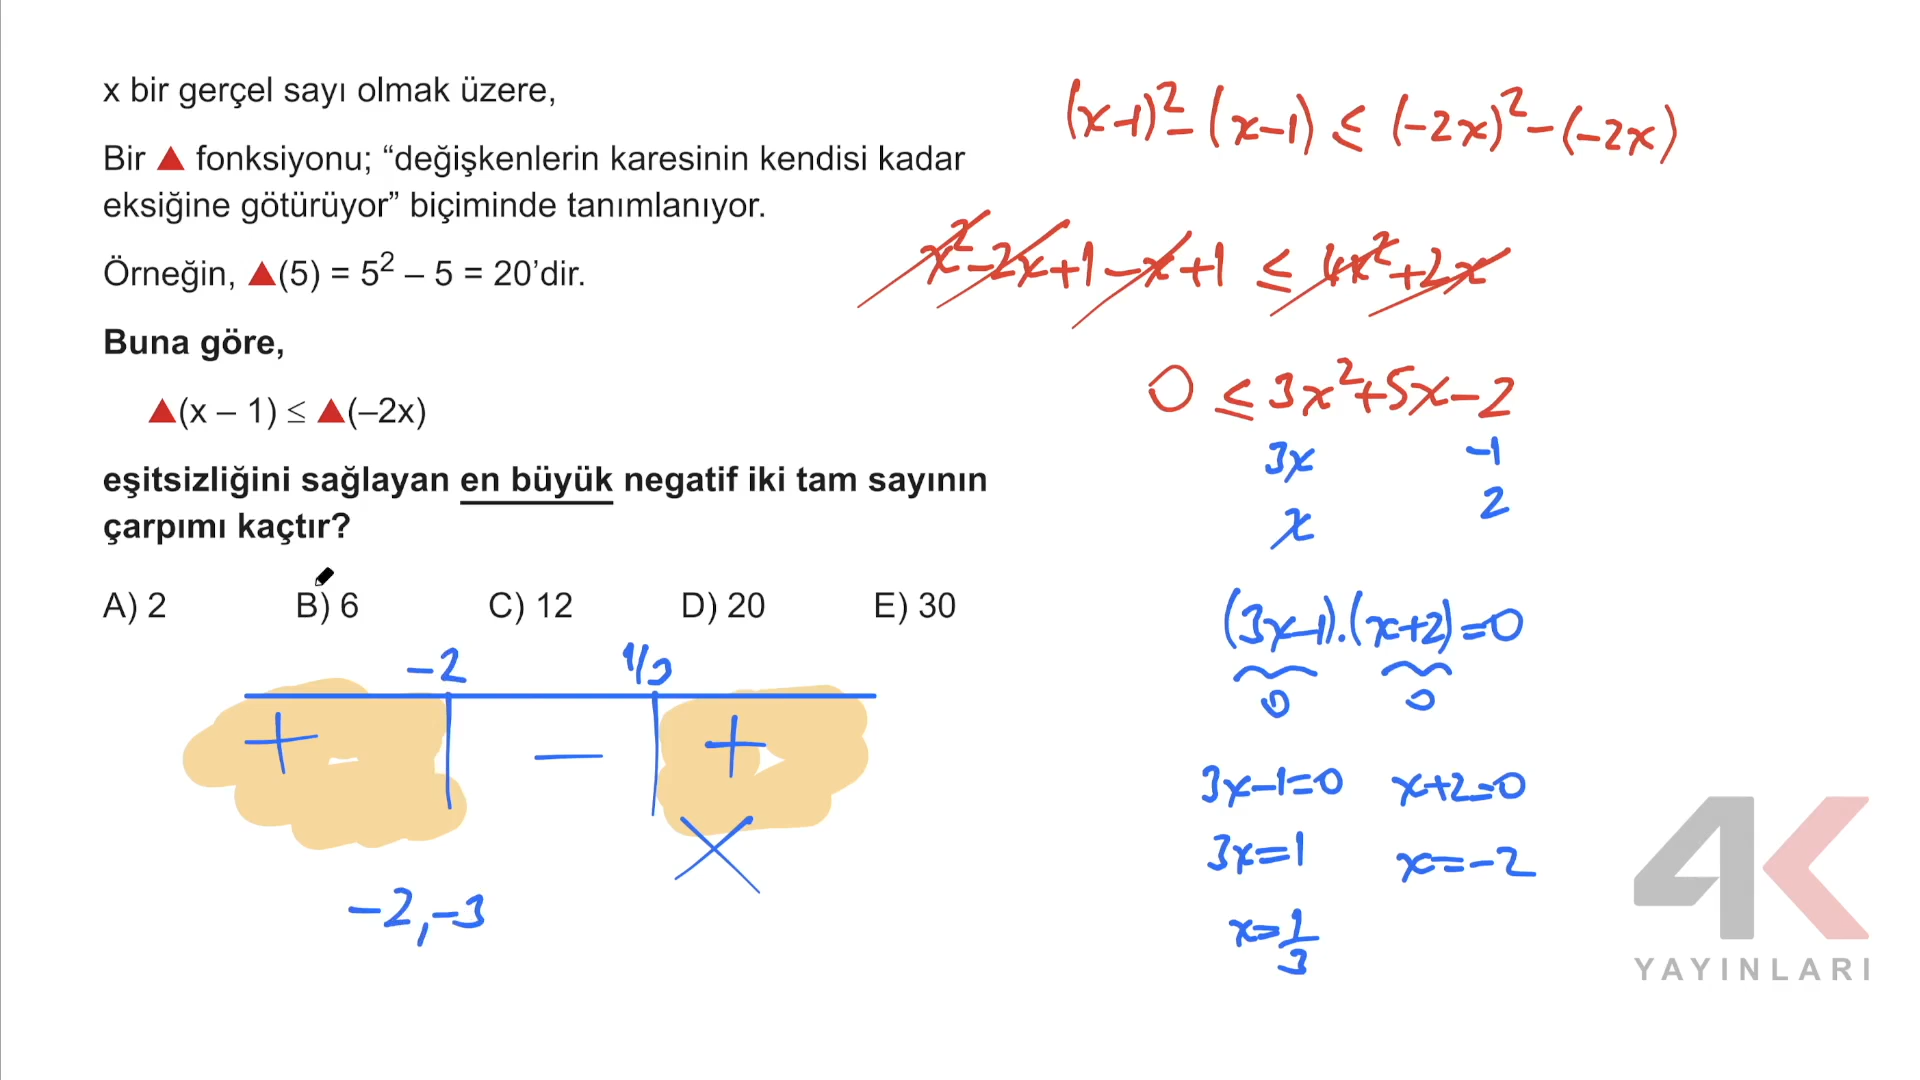 x bir gerçel sayı olmak üzere,
Bir ▲ fonksiyonu; “değişkenlerin karesinin kendisi kadar
eksiğine götürüyor” biçiminde tanımlanıyor.
Örneğin, ▲(5) = 5² – 5 = 20’dir.
Buna göre,
▲(x – 1) ≤ ▲(–2x)
eşitsizliğini sağlayan en büyük negatif iki tam sayının
çarpımı kaçtır?
A) 2 B) 6 C) 12 D) 20 E) 30
-2 1/3
+ - +
-2, -3
(x-1)² - (x-1) ≤ (-2x)² - (-2x)
x² - 2x + 1 - x + 1 ≤ 4x² + 2x
0 ≤ 3x² + 5x - 2
3x -1
x 2
(3x-1).(x+2)=0
0 0
3x-1=0 x+2=0
3x=1 x=-2
x=1/3
4K
YAYINLARI